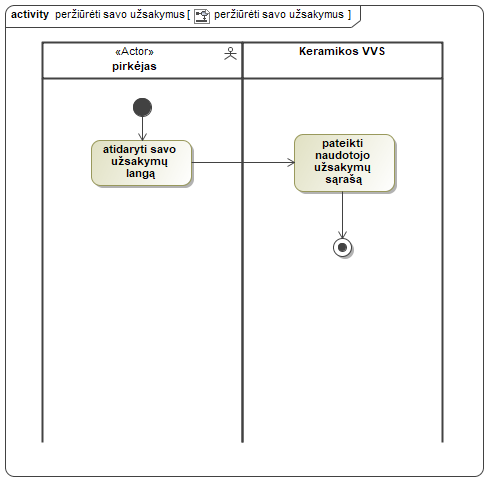 activity peržiūrėti savo užsakymus [ peržiūrėti savo užsakymus ]
«Actor»
pirkėjas
Keramikos VVS
atidaryti savo
užsakymų
langą
pateikti
naudotojo
užsakymų
sąrašą